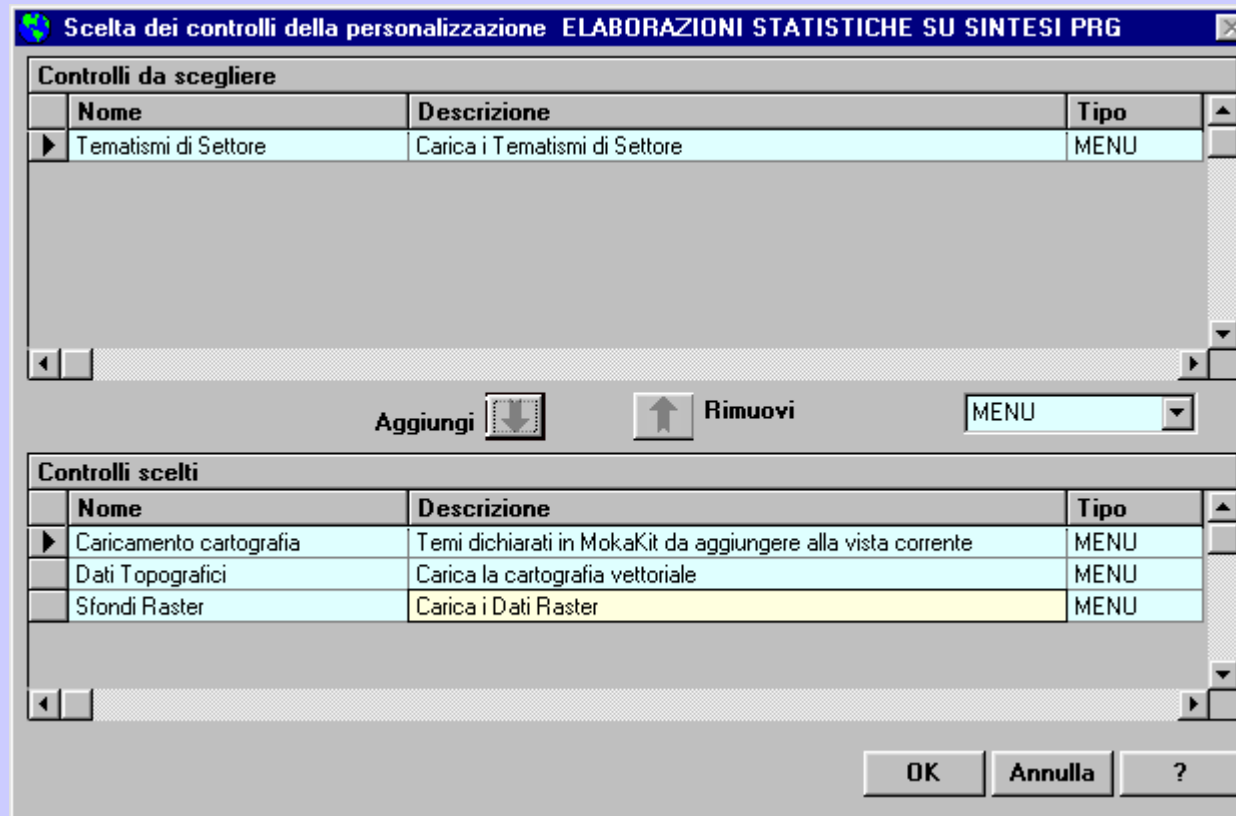 Scelta dei controlli della personalizzazione ELABORAZIONI STATISTICHE SU SINTESI PRG
Controlli da scegliere
Nome Descrizione Tipo
Tematismi di Settore Carica i Tematismi di Settore MENU
Aggiungi Rimuovi MENU
Controlli scelti
Nome Descrizione Tipo
Caricamento cartografia Temi dichiarati in MokaKit da aggiungere alla vista corrente MENU
Dati Topografici Carica la cartografia vettoriale MENU
Sfondi Raster Carica i Dati Raster MENU
OK Annulla ?